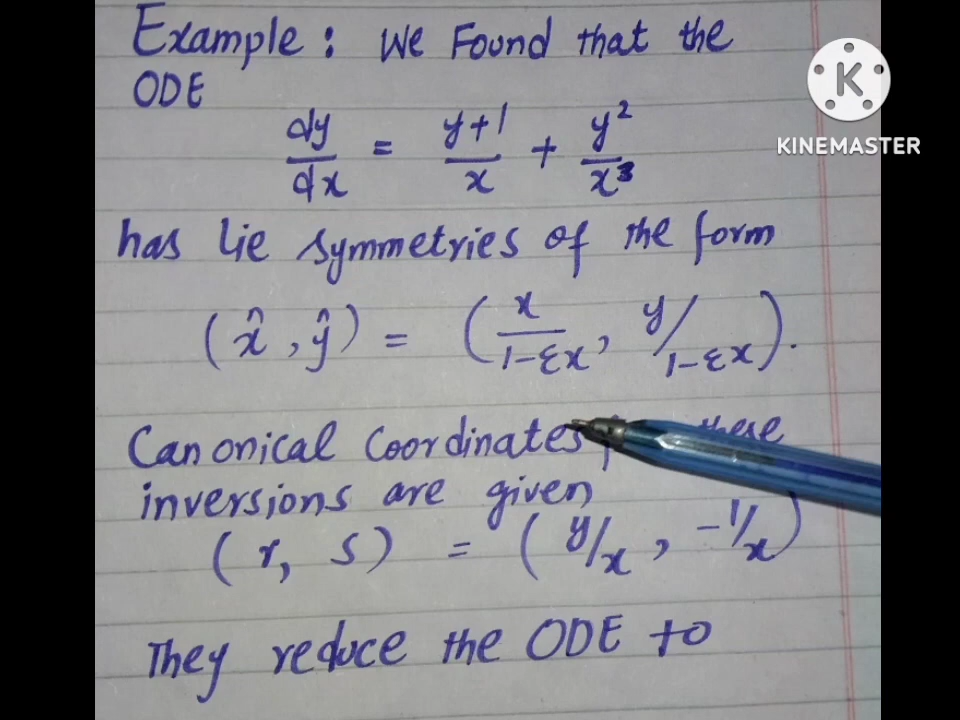 Example: We Found that the
ODE
dy/dx = y+1/x + y²/x³
has lie symmetries of the form
(x̂, ŷ) = (x/1-εx, y/1-εx).
Canonical Coordinates these
inversions are given
(r, s) = (y/x, -1/x)
They reduce the ODE to
K
KINEMASTER